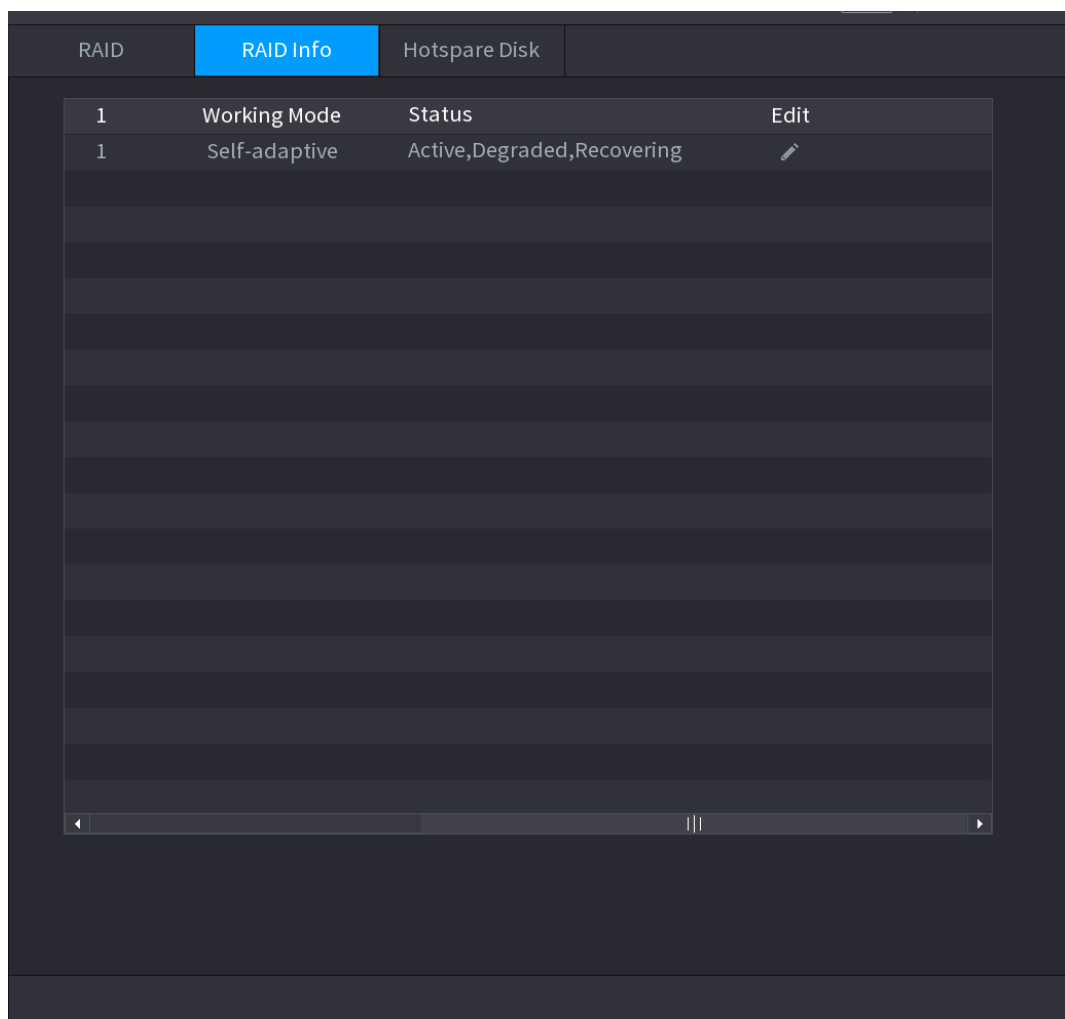 RAID RAID Info Hotspare Disk
1 Working Mode Status Edit
1 Self-adaptive Active,Degraded,Recovering